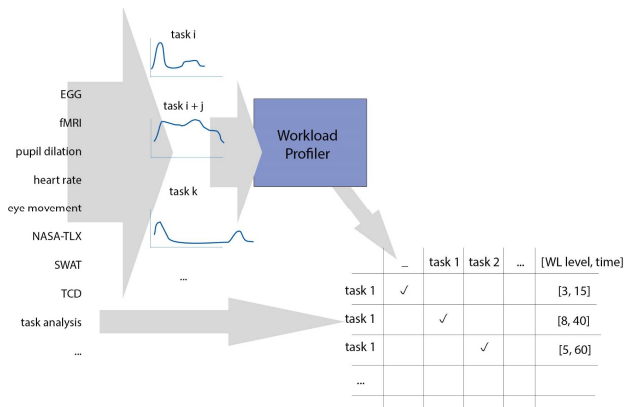 task i
EGG
fMRI
pupil dilation
heart rate
eye movement
NASA-TLX
SWAT
TCD
task analysis
...
task i + j
task k
...
Workload
Profiler
_ task 1 task 2 ... [WL level, time]
task 1 ✓ [3, 15]
task 1 ✓ [8, 40]
task 1 ✓ [5, 60]
...